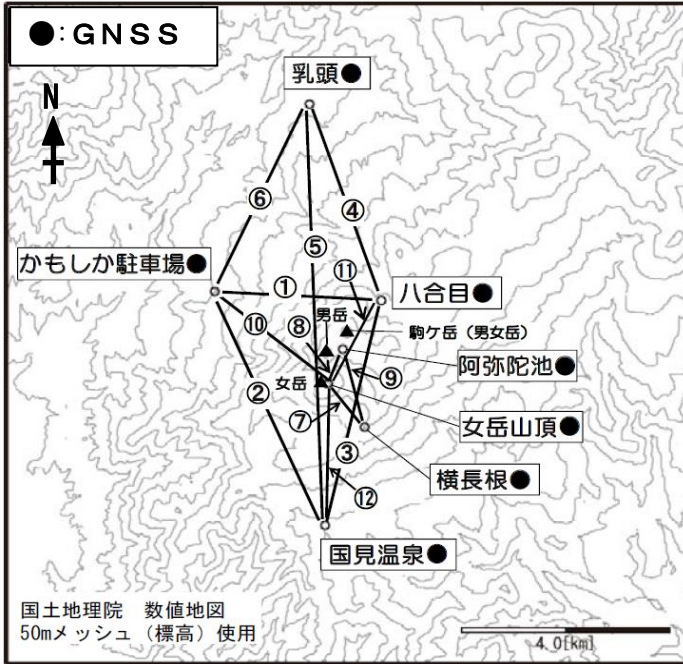 ●:GNSS
N
乳頭●
⑥
④
⑤
かもしか駐車場●
①
⑪
八合目●
⑩
⑧
男岳
駒ケ岳（男女岳）
阿弥陀池●
②
女岳
⑨
⑦
女岳山頂●
③
横長根●
⑫
国見温泉●
国土地理院　数値地図
50mメッシュ（標高）使用
4.0[km]